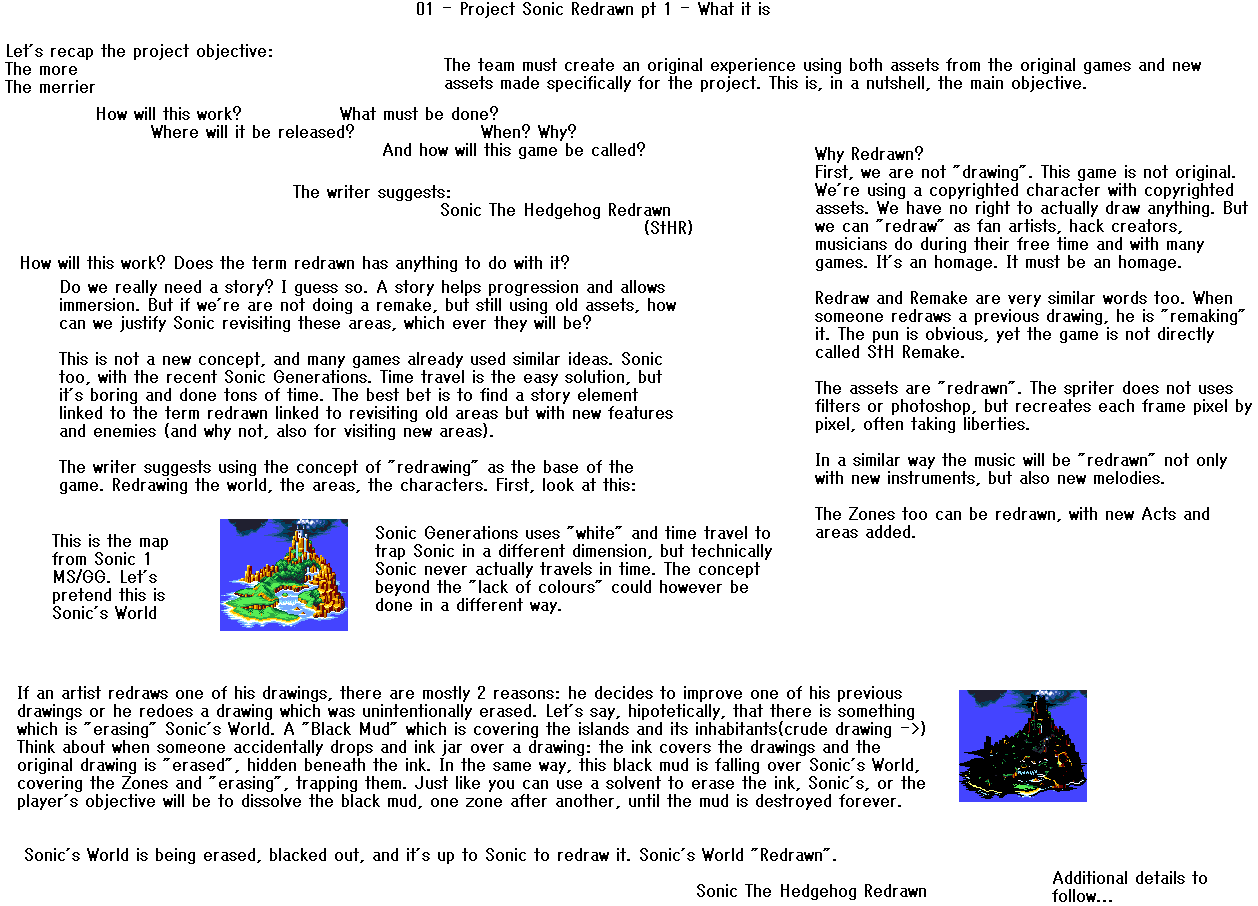 01 - Project Sonic Redrawn pt 1 - What it is
Let's recap the project objective:
The more
The merrier
The team must create an original experience using both assets from the original games and new
assets made specifically for the project. This is, in a nutshell, the main objective.
How will this work?
What must be done?
Where will it be released?
When? Why?
And how will this game be called?
The writer suggests:
Sonic The Hedgehog Redrawn
(StHR)
Why Redrawn?
First, we are not "drawing". This game is not original.
We're using a copyrighted character with copyrighted
assets. We have no right to actually draw anything. But
we can "redraw" as fan artists, hack creators,
musicians do during their free time and with many
games. It's an homage. It must be an homage.
Redraw and Remake are very similar words too. When
someone redraws a previous drawing, he is "remaking"
it. The pun is obvious, yet the game is not directly
called StH Remake.
The assets are "redrawn". The spriter does not uses
filters or photoshop, but recreates each frame pixel by
pixel, often taking liberties.
In a similar way the music will be "redrawn" not only
with new instruments, but also new melodies.
The Zones too can be redrawn, with new Acts and
areas added.
How will this work? Does the term redrawn has anything to do with it?
Do we really need a story? I guess so. A story helps progression and allows
immersion. But if we're are not doing a remake, but still using old assets, how
can we justify Sonic revisiting these areas, which ever they will be?
This is not a new concept, and many games already used similar ideas. Sonic
too, with the recent Sonic Generations. Time travel is the easy solution, but
it's boring and done tons of time. The best bet is to find a story element
linked to the term redrawn linked to revisiting old areas but with new features
and enemies (and why not, also for visiting new areas).
The writer suggests using the concept of "redrawing" as the base of the
game. Redrawing the world, the areas, the characters. First, look at this:
This is the map
from Sonic 1
MS/GG. Let's
pretend this is
Sonic's World
Sonic Generations uses "white" and time travel to
trap Sonic in a different dimension, but technically
Sonic never actually travels in time. The concept
beyond the "lack of colours" could however be
done in a different way.
If an artist redraws one of his drawings, there are mostly 2 reasons: he decides to improve one of his previous
drawings or he redoes a drawing which was unintentionally erased. Let's say, hipotetically, that there is something
which is "erasing" Sonic's World. A "Black Mud" which is covering the islands and its inhabitants(crude drawing ->)
Think about when someone accidentally drops and ink jar over a drawing: the ink covers the drawings and the
original drawing is "erased", hidden beneath the ink. In the same way, this black mud is falling over Sonic's World,
covering the Zones and "erasing", trapping them. Just like you can use a solvent to erase the ink, Sonic's, or the
player's objective will be to dissolve the black mud, one zone after another, until the mud is destroyed forever.
Sonic's World is being erased, blacked out, and it's up to Sonic to redraw it. Sonic's World "Redrawn".
Sonic The Hedgehog Redrawn
Additional details to
follow...